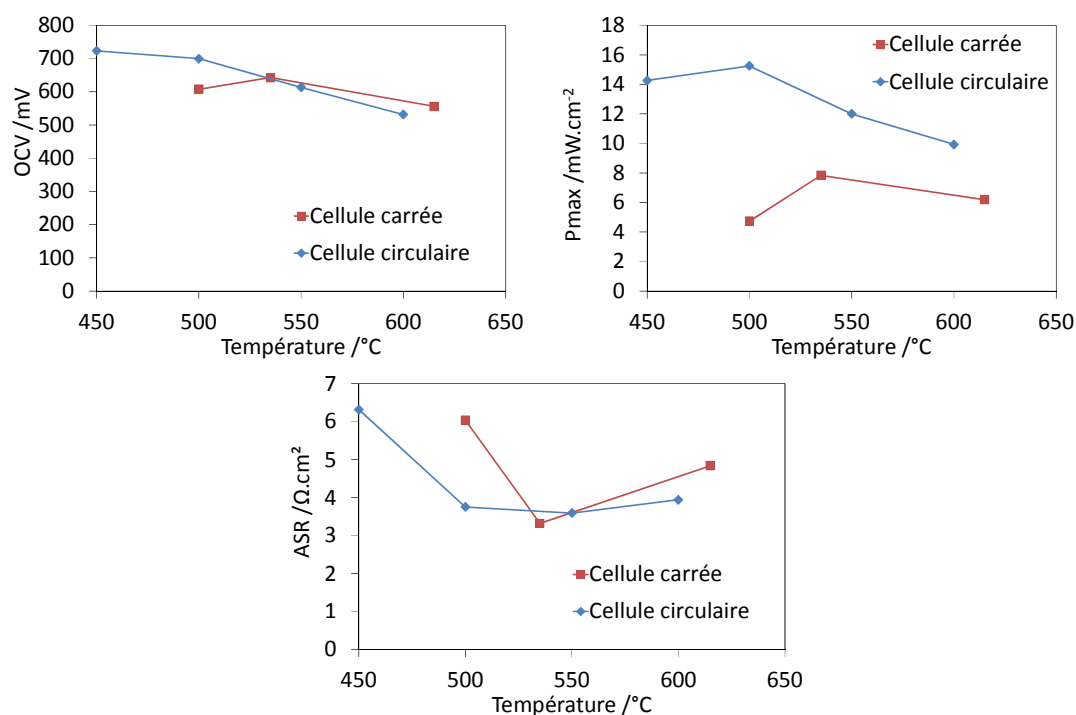 800
700
600
500
400
300
200
100
0
OCV /mV
450 500 550 600 650
Température /°C
Cellule carrée
Cellule circulaire
18
16
14
12
10
8
6
4
2
0
Pmax /mW.cm⁻²
450 500 550 600 650
Température /°C
Cellule carrée
Cellule circulaire
7
6
5
4
3
2
1
0
ASR /Ω.cm²
450 500 550 600 650
Température /°C
Cellule carrée
Cellule circulaire